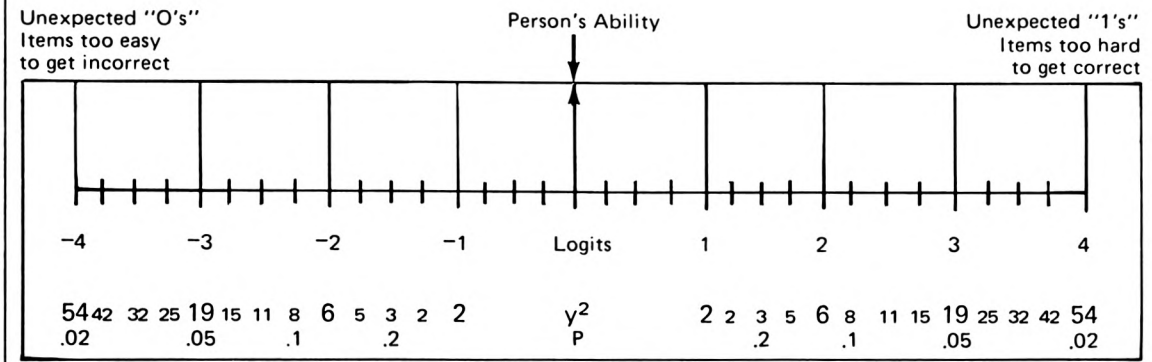 Unexpected "O's"
Items too easy
to get incorrect
Person's Ability
Unexpected "1's"
Items too hard
to get correct
−4 −3 −2 −1 Logits 1 2 3 4
54 42 32 25 19 15 11 8 6 5 3 2 2 y² 2 2 3 5 6 8 11 15 19 25 32 42 54
.02 .05 .1 .2 P .2 .1 .05 .02